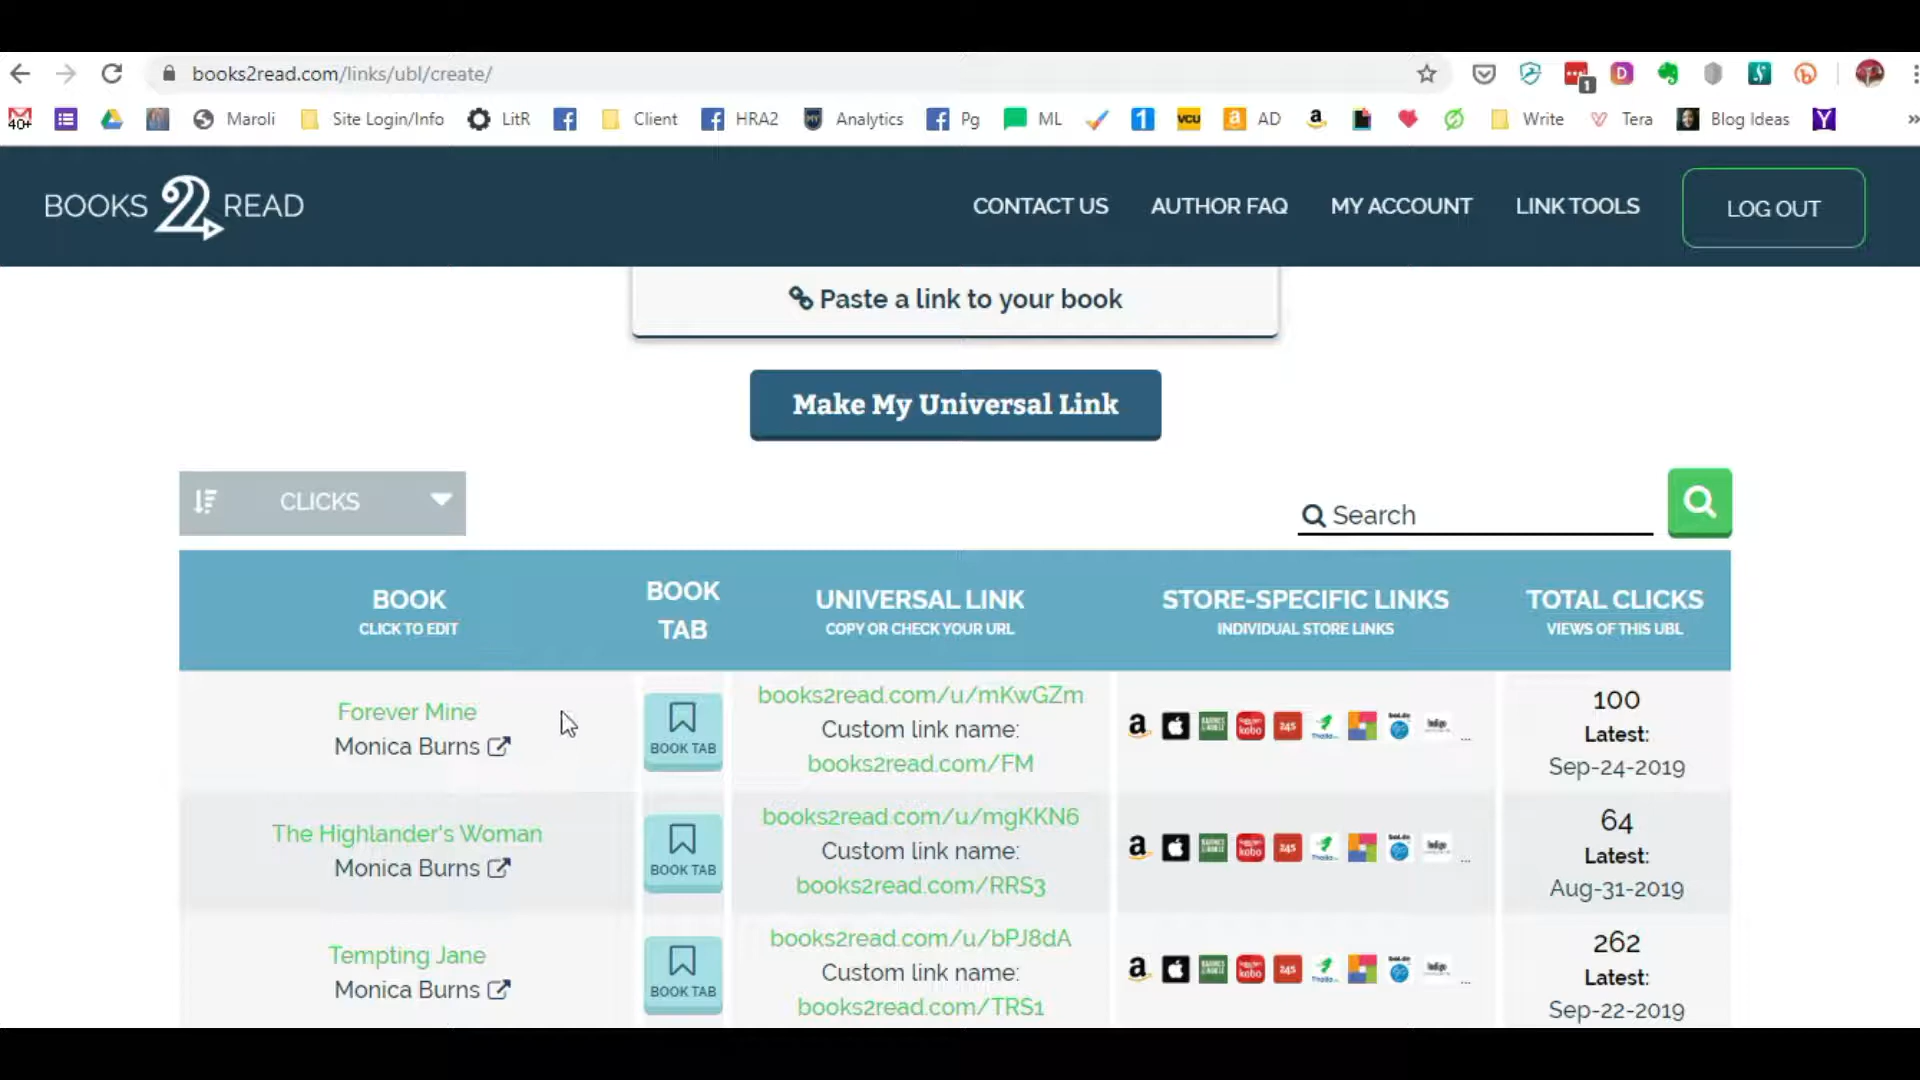 books2read.com/links/ubl/create/
1
40+ Maroli Site Login/Info LitR Client HRA2 Analytics Pg ML 1 VCU AD Write Tera Blog Ideas Y
BOOKS 2 READ CONTACT US AUTHOR FAQ MY ACCOUNT LINK TOOLS LOG OUT
Paste a link to your book
Make My Universal Link
CLICKS Search
BOOK BOOK TAB UNIVERSAL LINK STORE-SPECIFIC LINKS TOTAL CLICKS
CLICK TO EDIT COPY OR CHECK YOUR URL INDIVIDUAL STORE LINKS VIEWS OF THIS UBL
Forever Mine books2read.com/u/mKwGZm 100
Monica Burns BOOK TAB Custom link name: ... Latest:
books2read.com/FM Sep-24-2019
The Highlander's Woman books2read.com/u/mgKKN6 64
Monica Burns BOOK TAB Custom link name: ... Latest:
books2read.com/RRS3 Aug-31-2019
Tempting Jane books2read.com/u/bPJ8dA 262
Monica Burns BOOK TAB Custom link name: ... Latest:
books2read.com/TRS1 Sep-22-2019